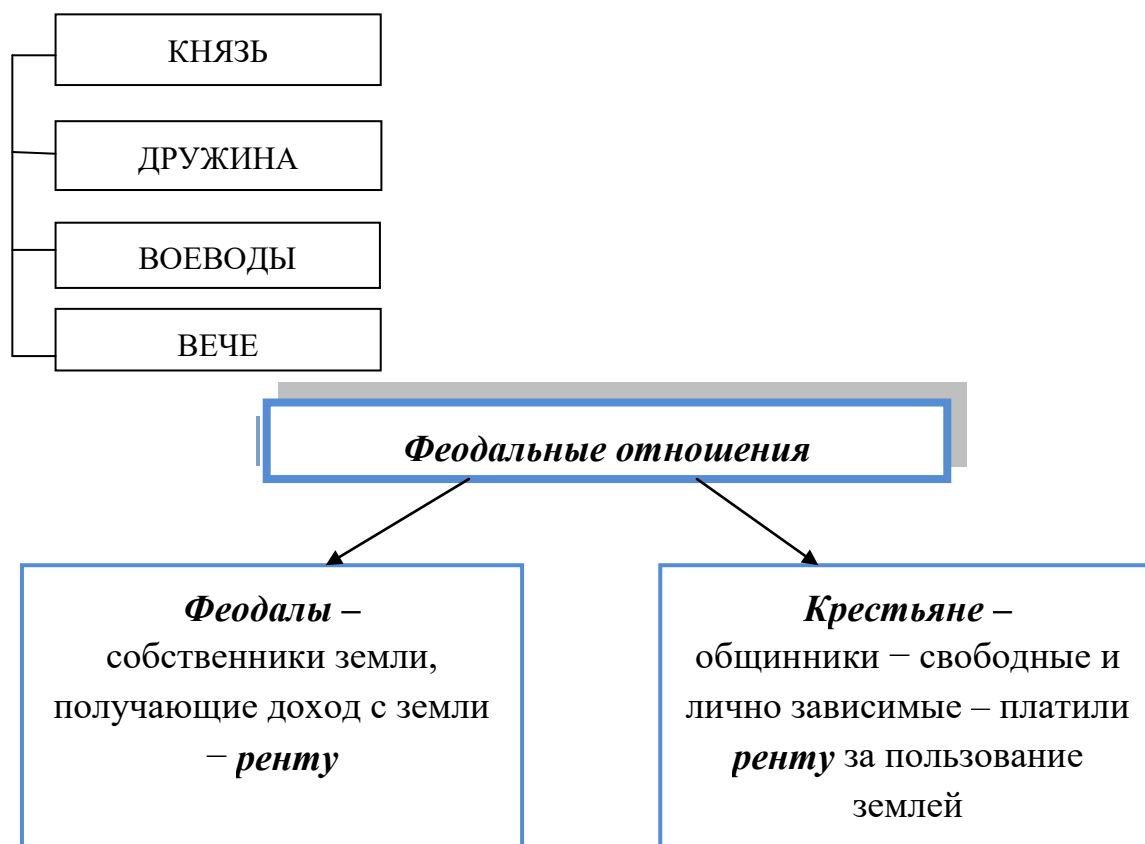 КНЯЗЬ
ДРУЖИНА
ВОЕВОДЫ
ВЕЧЕ
Феодальные отношения
Феодалы –
собственники земли,
получающие доход с земли
− ренту
Крестьяне –
общинники − свободные и
лично зависимые – платили
ренту за пользование
землей